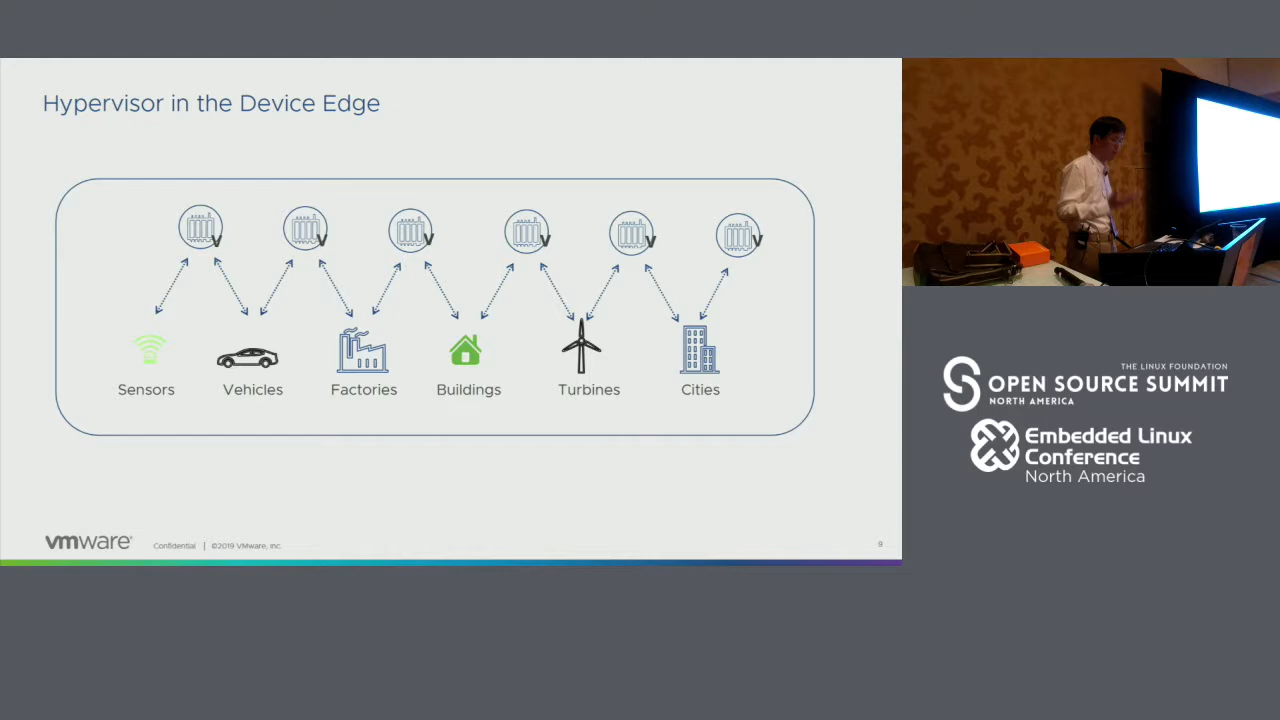 Hypervisor in the Device Edge
V V V V V V
Sensors Vehicles Factories Buildings Turbines Cities
vmware® Confidential | ©2019 VMware, Inc. 9
THE LINUX FOUNDATION
OPEN SOURCE SUMMIT
NORTH AMERICA
Embedded Linux
Conference
North America